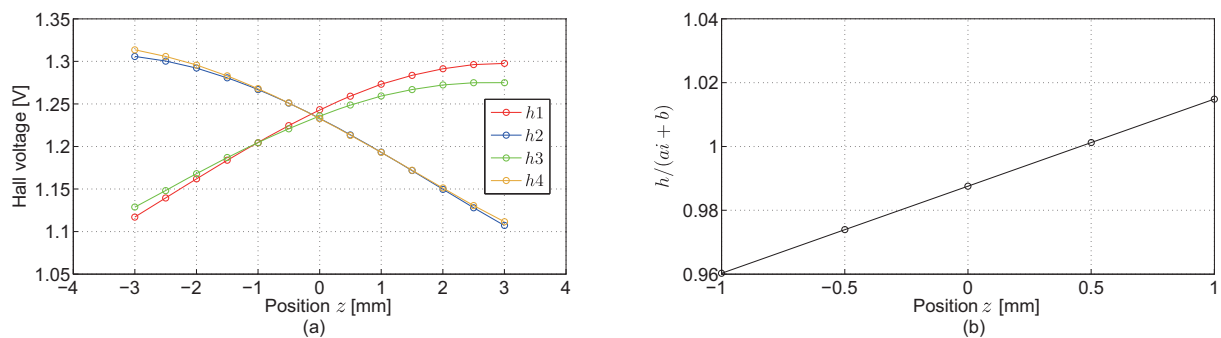 1.35
1.3
1.25
1.2
1.15
1.1
1.05
Hall voltage [V]
−4
−3
−2
−1
0
1
2
3
4
Position z [mm]
h1
h2
h3
h4
(a)
1.04
1.02
1
0.98
0.96
h/(ai + b)
−1
−0.5
0
0.5
1
Position z [mm]
(b)